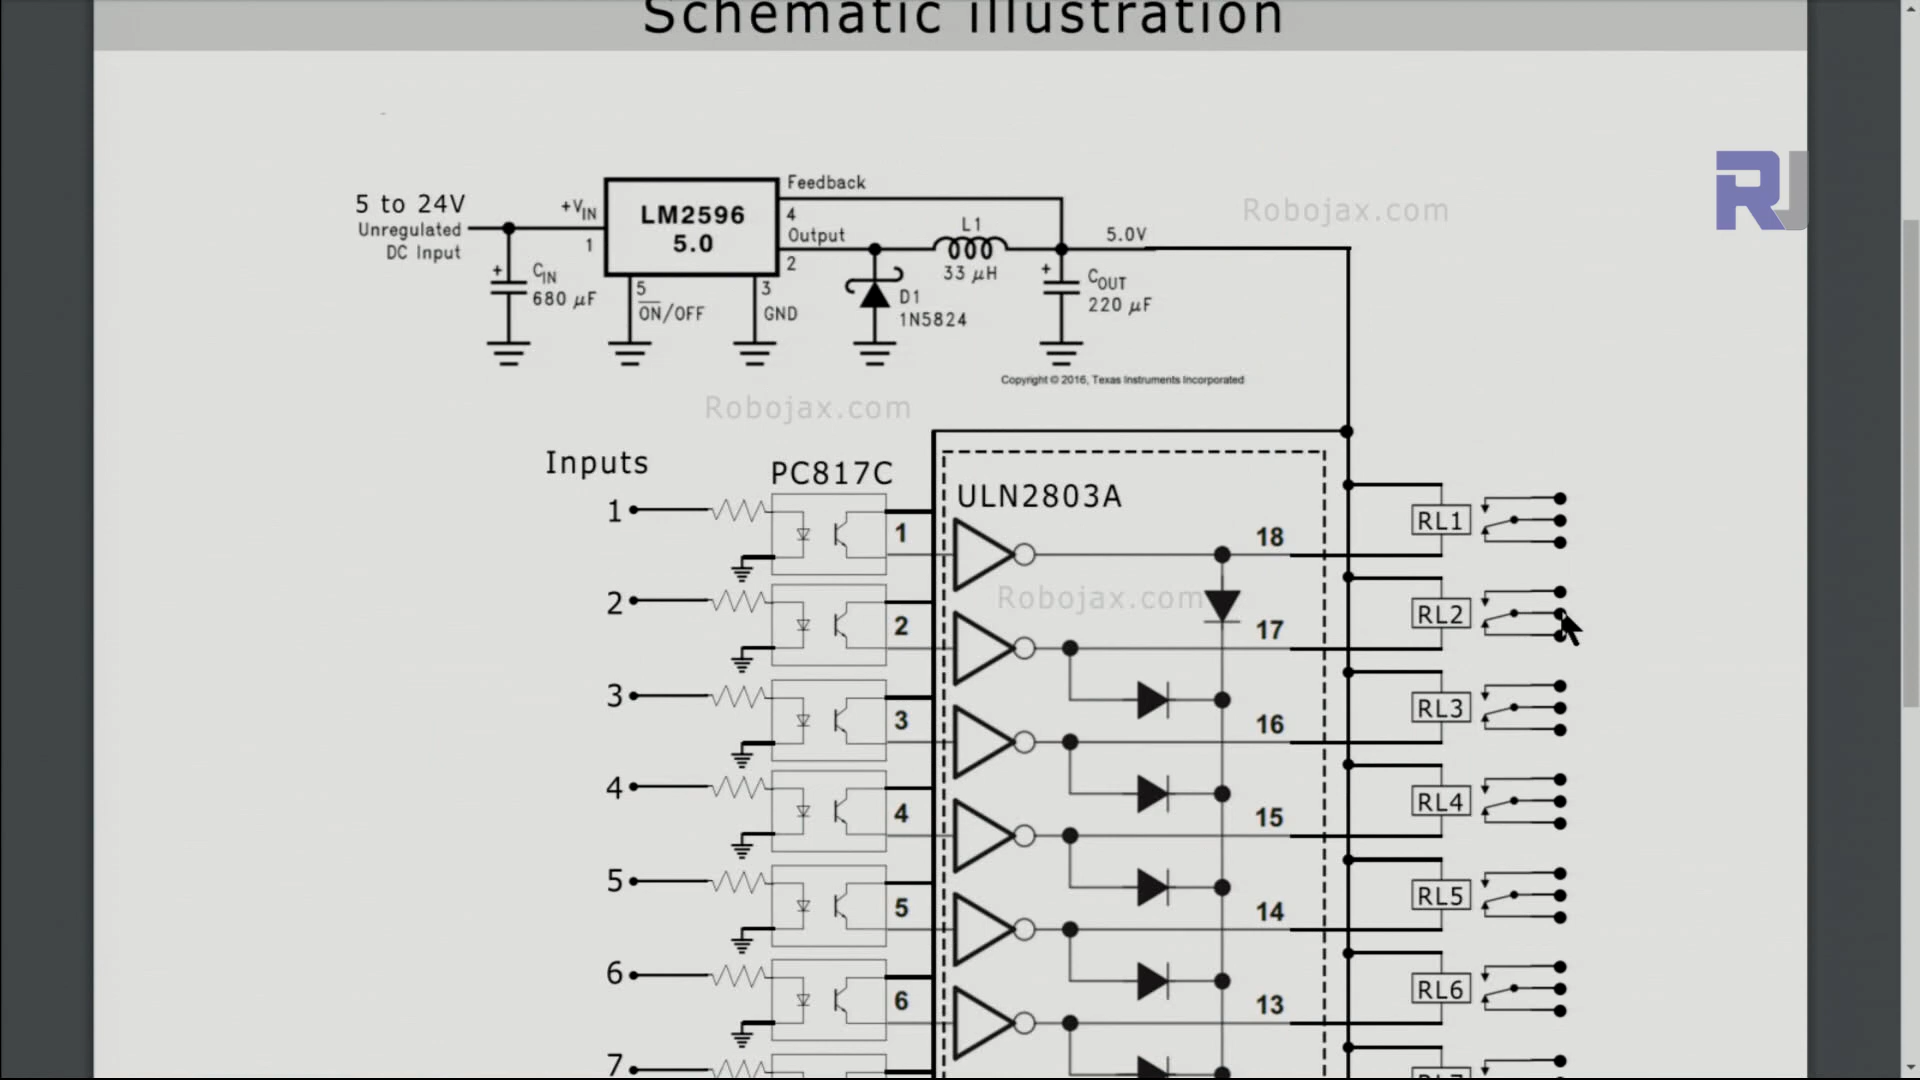 Schematic illustration
5 to 24V
Unregulated
DC Input
+VIN
1
LM2596
5.0
Feedback
4
Output
2
L1
33 µH
5.0V
CIN
680 µF
+
5
ON/OFF
3
GND
D1
1N5824
+
COUT
220 µF
Copyright © 2016, Texas Instruments Incorporated
Robojax.com
RJ
Robojax.com
Inputs
PC817C
ULN2803A
Robojax.com
1
1
18
RL1
2
2
17
RL2
3
3
16
RL3
4
4
15
RL4
5
5
14
RL5
6
6
13
RL6
7